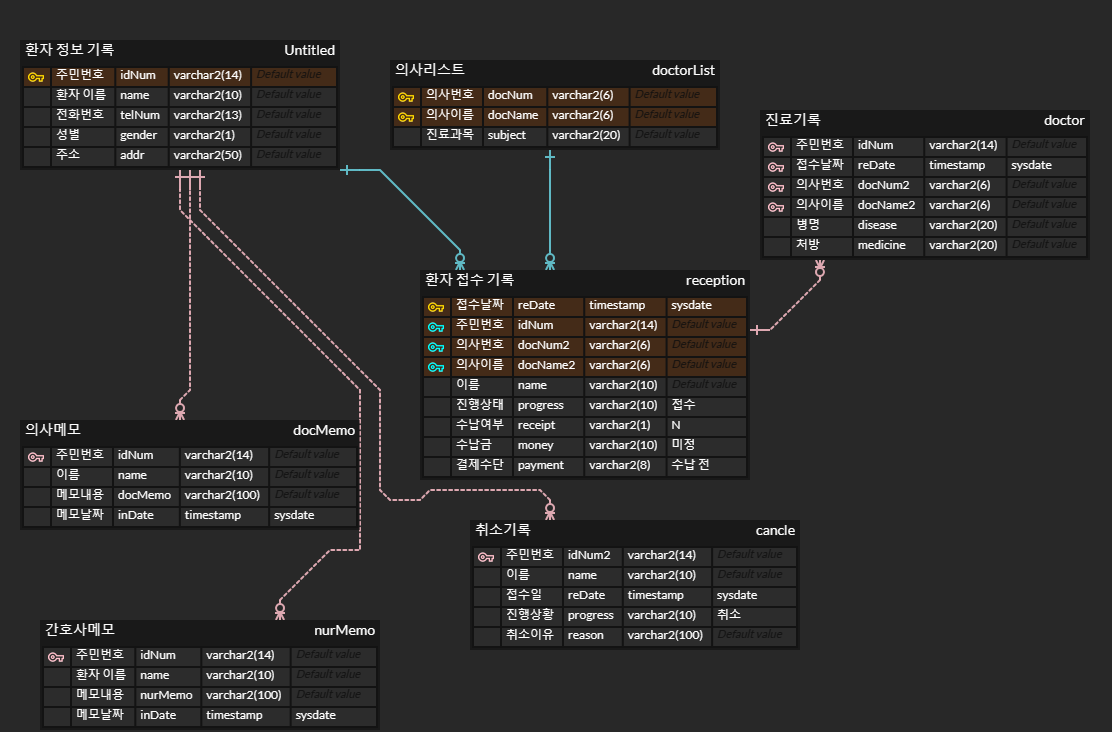 환자 정보 기록 Untitled
주민번호 idNum varchar2(14) Default value
환자 이름 name varchar2(10) Default value
전화번호 telNum varchar2(13) Default value
성별 gender varchar2(1) Default value
주소 addr varchar2(50) Default value
의사리스트 doctorList
의사번호 docNum varchar2(6) Default value
의사이름 docName varchar2(6) Default value
진료과목 subject varchar2(20) Default value
진료기록 doctor
주민번호 idNum varchar2(14) Default value
접수날짜 reDate timestamp sysdate
의사번호 docNum2 varchar2(6) Default value
의사이름 docName2 varchar2(6) Default value
병명 disease varchar2(20) Default value
처방 medicine varchar2(20) Default value
환자 접수 기록 reception
접수날짜 reDate timestamp sysdate
주민번호 idNum varchar2(14) Default value
의사번호 docNum2 varchar2(6) Default value
의사이름 docName2 varchar2(6) Default value
이름 name varchar2(10) Default value
진행상태 progress varchar2(10) 접수
수납여부 receipt varchar2(1) N
수납금 money varchar2(10) 미정
결제수단 payment varchar2(8) 수납 전
의사메모 docMemo
주민번호 idNum varchar2(14) Default value
이름 name varchar2(10) Default value
메모내용 docMemo varchar2(100) Default value
메모날짜 inDate timestamp sysdate
취소기록 cancle
주민번호 idNum2 varchar2(14) Default value
이름 name varchar2(10) Default value
접수일 reDate timestamp sysdate
진행상황 progress varchar2(10) 취소
취소이유 reason varchar2(100) Default value
간호사메모 nurMemo
주민번호 idNum varchar2(14) Default value
환자 이름 name varchar2(10) Default value
메모내용 nurMemo varchar2(100) Default value
메모날짜 inDate timestamp sysdate